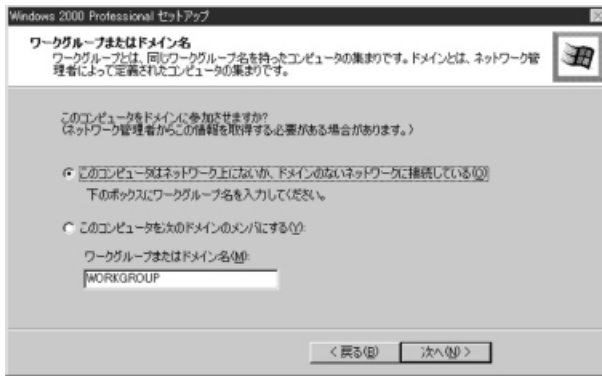 Windows 2000 Professional セットアップ
ワークグループまたはドメイン名
ワークグループとは、同じワークグループ名を持ったコンピュータの集まりです。ドメインとは、ネットワーク管
理者によって定義されたコンピュータの集まりです。
このコンピュータをドメインに参加させますか?
(ネットワーク管理者からこの情報を取得する必要がある場合があります。)
このコンピュータはネットワーク上にないか、ドメインのないネットワークに接続している(O)
下のボックスにワークグループ名を入力してください。
このコンピュータを次のドメインのメンバにする(Y):
ワークグループまたはドメイン名(M):
WORKGROUP
< 戻る(B)
次へ(N) >